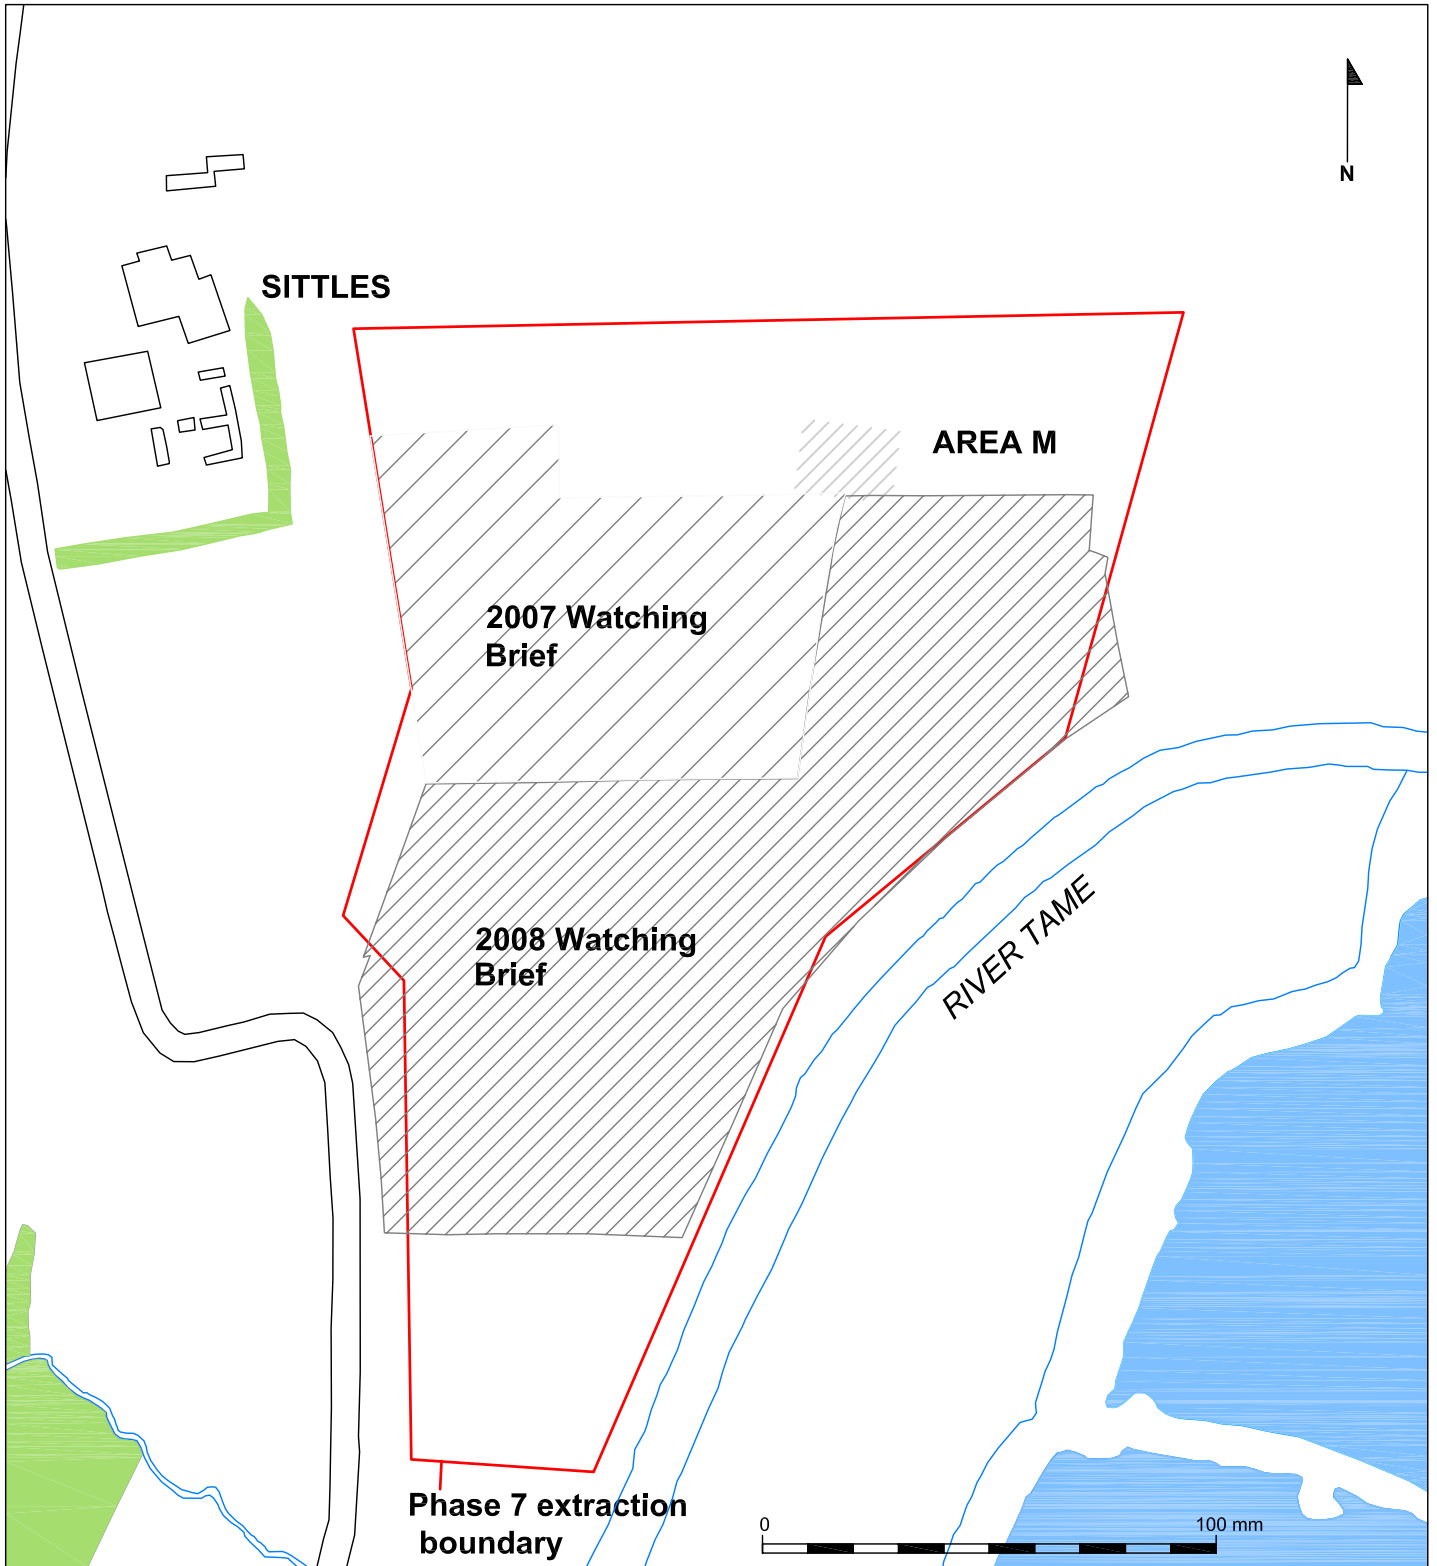 N
SITTLES
AREA M
2007 Watching
Brief
RIVER TAME
2008 Watching
Brief
Phase 7 extraction
boundary
0 100 mm